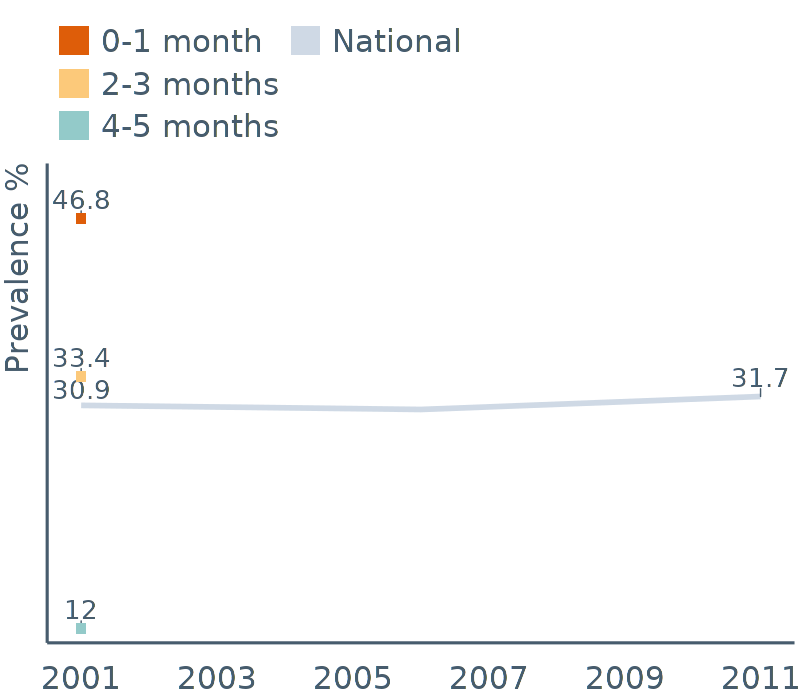 0-1 month
National
2-3 months
4-5 months
Prevalence %
46.8
33.4
30.9
31.7
12
2001 2003 2005 2007 2009 2011